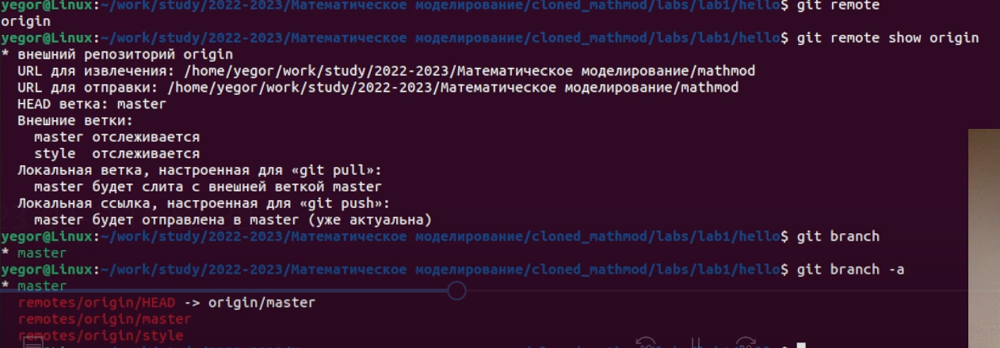 yegor@Linux:~/work/study/2022-2023/Математическое моделирование/cloned_mathmod/labs/lab1/hello$ git remote
origin
yegor@Linux:~/work/study/2022-2023/Математическое моделирование/cloned_mathmod/labs/lab1/hello$ git remote show origin
* внешний репозиторий origin
  URL для извлечения: /home/yegor/work/study/2022-2023/Математическое моделирование/mathmod
  URL для отправки: /home/yegor/work/study/2022-2023/Математическое моделирование/mathmod
  HEAD ветка: master
  Внешние ветки:
    master отслеживается
    style  отслеживается
  Локальная ветка, настроенная для «git pull»:
    master будет слита с внешней веткой master
  Локальная ссылка, настроенная для «git push»:
    master будет отправлена в master (уже актуальна)
yegor@Linux:~/work/study/2022-2023/Математическое моделирование/cloned_mathmod/labs/lab1/hello$ git branch
* master
yegor@Linux:~/work/study/2022-2023/Математическое моделирование/cloned_mathmod/labs/lab1/hello$ git branch -a
* master
  remotes/origin/HEAD -> origin/master
  remotes/origin/master
  remotes/origin/style